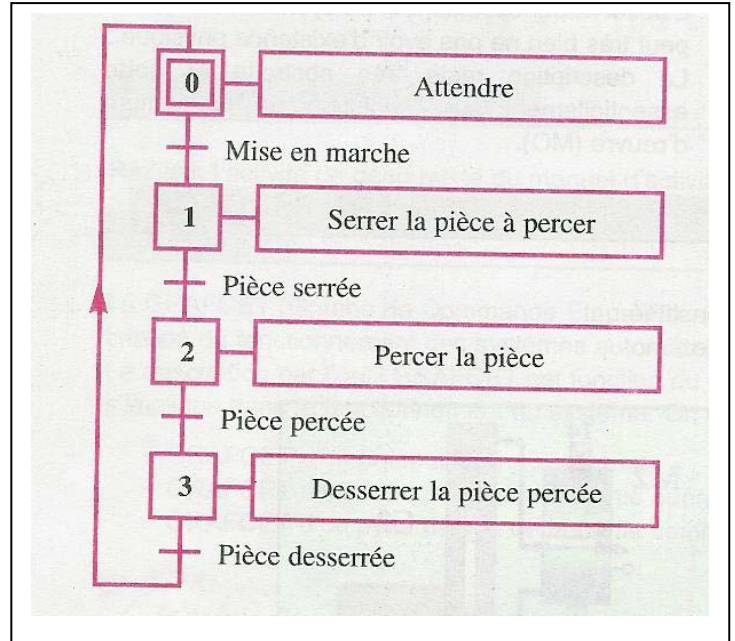 0 Attendre
Mise en marche
1 Serrer la pièce à percer
Pièce serrée
2 Percer la pièce
Pièce percée
3 Desserrer la pièce percée
Pièce desserrée